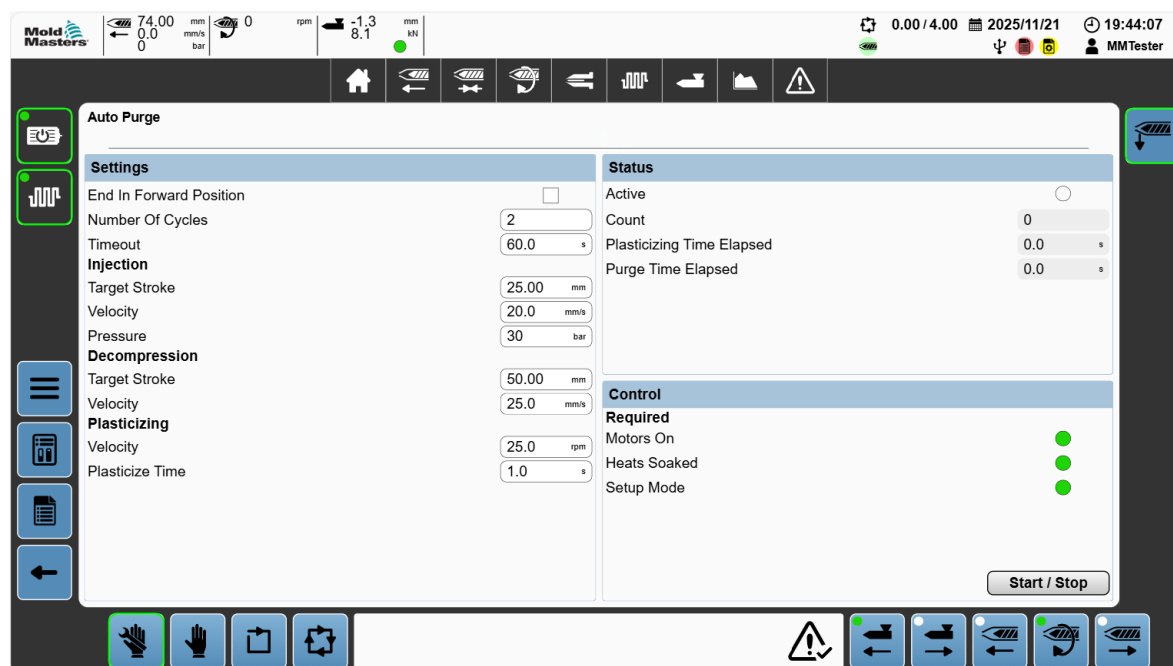 Mold Masters
74.00 mm
0.0 mm/s
0 bar
0 rpm
-1.3 mm
8.1 kN
0.00 / 4.00
2025/11/21
19:44:07
MMTester
Auto Purge
Settings
End In Forward Position
Number Of Cycles 2
Timeout 60.0 s
Injection
Target Stroke 25.00 mm
Velocity 20.0 mm/s
Pressure 30 bar
Decompression
Target Stroke 50.00 mm
Velocity 25.0 mm/s
Plasticizing
Velocity 25.0 rpm
Plasticize Time 1.0 s
Status
Active
Count 0
Plasticizing Time Elapsed 0.0 s
Purge Time Elapsed 0.0 s
Control
Required
Motors On
Heats Soaked
Setup Mode
Start / Stop